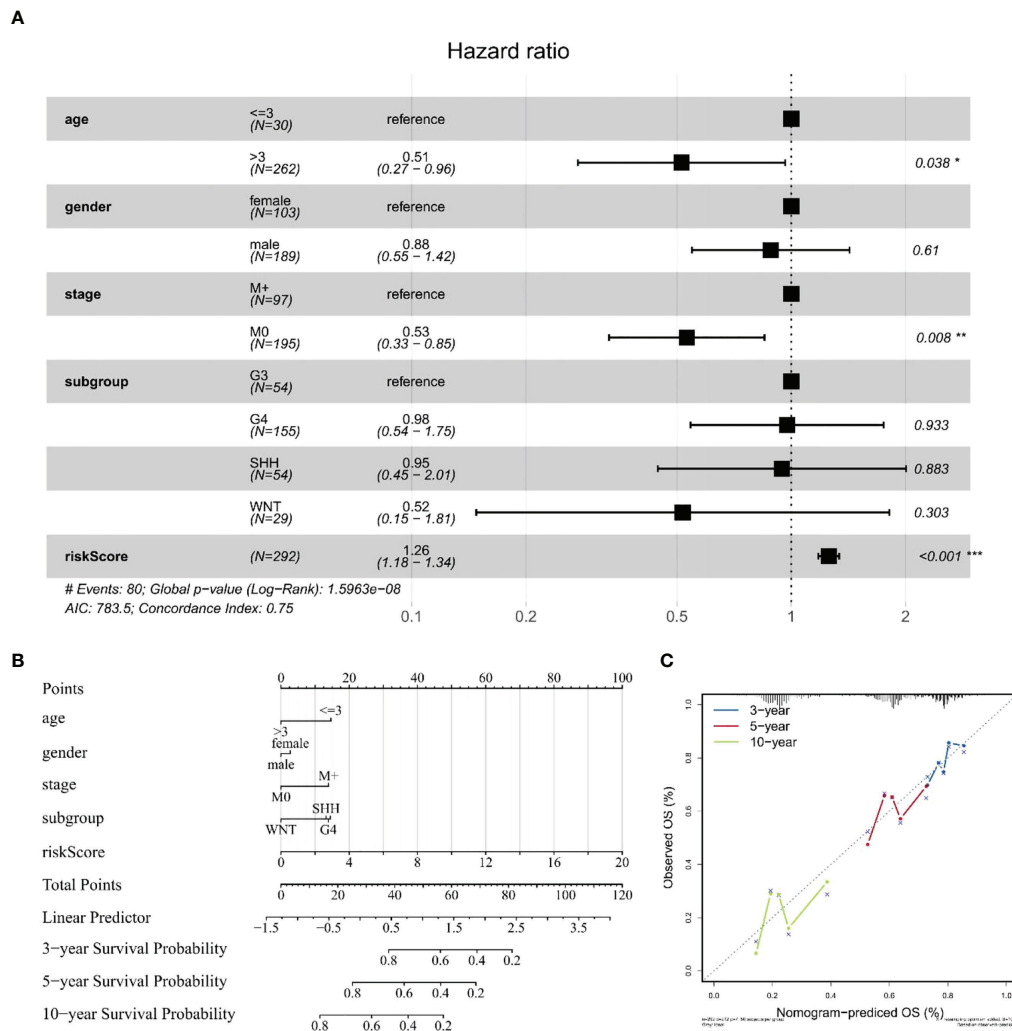 A
Hazard ratio
age <=3 (N=30) reference
>3 (N=262) 0.51 (0.27 − 0.96) 0.038 *
gender female (N=103) reference
male (N=189) 0.88 (0.55 − 1.42) 0.61
stage M+ (N=97) reference
M0 (N=195) 0.53 (0.33 − 0.85) 0.008 **
subgroup G3 (N=54) reference
G4 (N=155) 0.98 (0.54 − 1.75) 0.933
SHH (N=54) 0.95 (0.45 − 2.01) 0.883
WNT (N=29) 0.52 (0.15 − 1.81) 0.303
riskScore (N=292) 1.26 (1.18 − 1.34) <0.001 ***
# Events: 80; Global p−value (Log−Rank): 1.5963e−08
AIC: 783.5; Concordance Index: 0.75
0.1 0.2 0.5 1 2
B
Points 0 20 40 60 80 100
age <=3
>3
gender female
male
stage M+
M0
subgroup SHH
WNT G4
riskScore 0 4 8 12 16 20
Total Points 0 20 40 60 80 100 120
Linear Predictor −1.5 −0.5 0.5 1.5 2.5 3.5
3−year Survival Probability 0.8 0.6 0.4 0.2
5−year Survival Probability 0.8 0.6 0.4 0.2
10−year Survival Probability 0.8 0.6 0.4 0.2
C
3−year
5−year
10−year
Observed OS (%)
0.0 0.2 0.4 0.6 0.8 1.0
0.0 0.2 0.4 0.6 0.8 1.0
Nomogram−prediced OS (%)